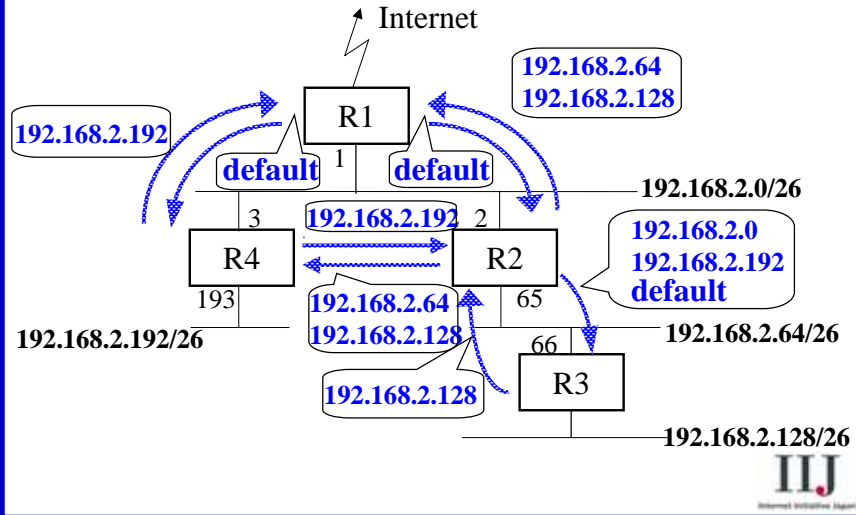 Internet
192.168.2.64
192.168.2.128
R1
192.168.2.192
default
default
1
192.168.2.0/26
3
192.168.2.192
2
192.168.2.0
192.168.2.192
default
R4
R2
193
192.168.2.64
192.168.2.128
65
192.168.2.192/26
66
192.168.2.64/26
192.168.2.128
R3
192.168.2.128/26
IIJ
Internet Initiative Japan